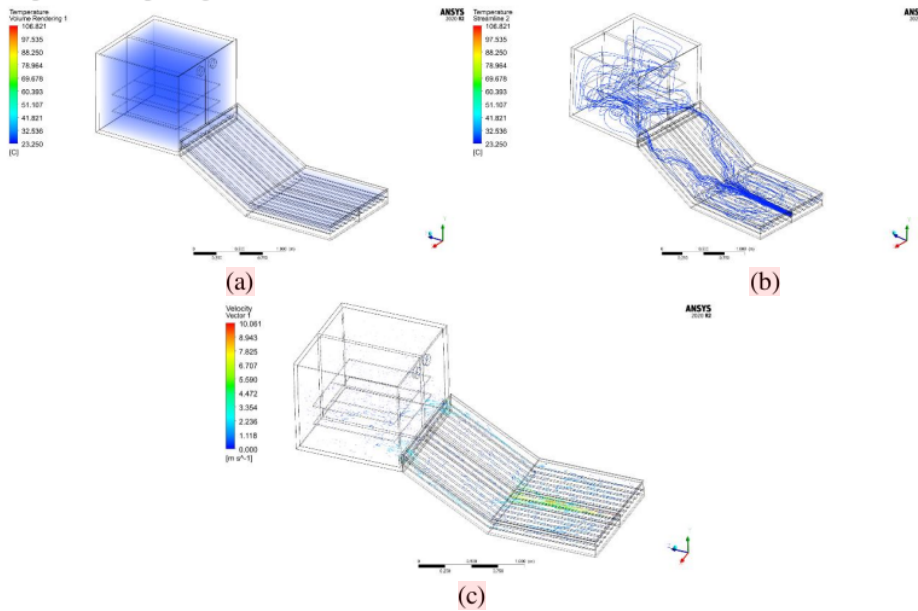 Temperature
Volume Rendering 1
106.821
97.535
88.250
78.964
69.678
60.393
51.107
41.821
32.536
23.250
[C]
ANSYS
2020 R2
(a)
Temperature
Streamline 2
106.821
97.535
88.250
78.964
69.678
60.393
51.107
41.821
32.536
23.250
[C]
ANSYS
(b)
Velocity
Vector 1
10.061
8.943
7.825
6.707
5.590
4.472
3.354
2.236
1.118
0.000
[m s^-1]
ANSYS
2020 R2
(c)